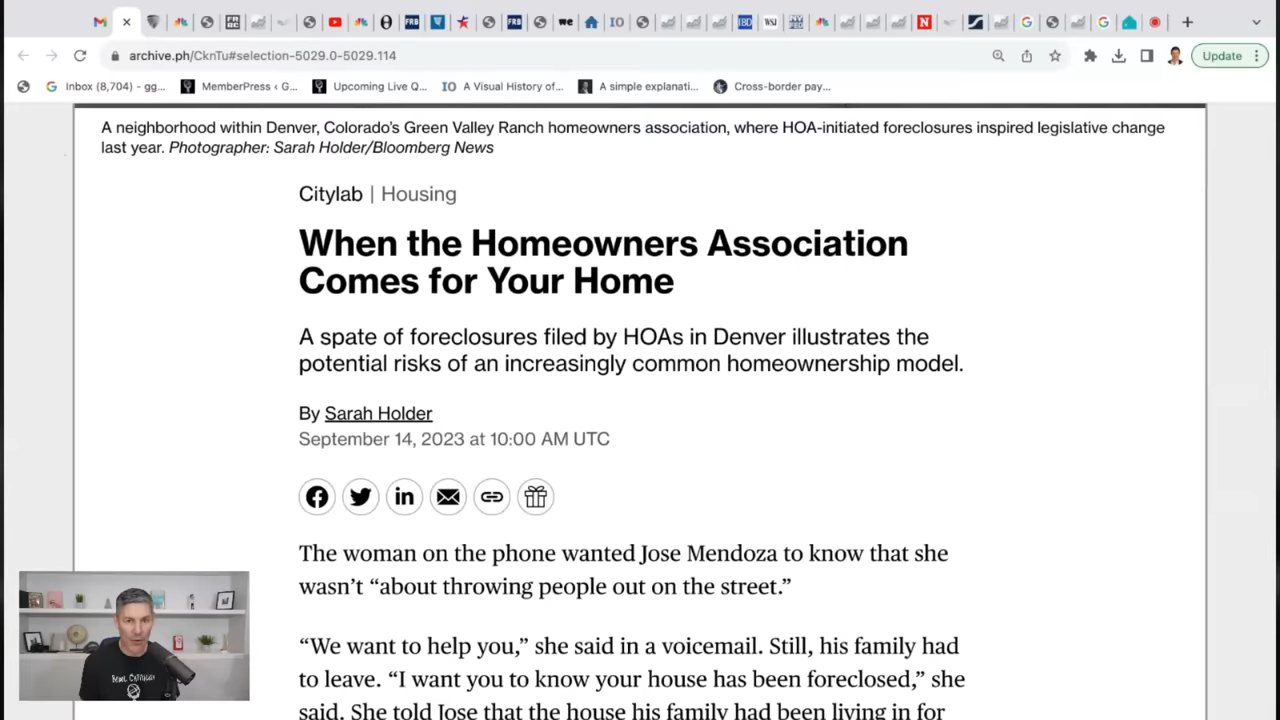 IO
IBD
WSJ
N
archive.ph/CknTu#selection-5029.0-5029.114
Update
Inbox (8,704) – gg...
MemberPress ‹ G...
Upcoming Live Q...
IO
A Visual History of...
A simple explanati...
Cross-border pay...
A neighborhood within Denver, Colorado's Green Valley Ranch homeowners association, where HOA-initiated foreclosures inspired legislative change
last year. Photographer: Sarah Holder/Bloomberg News
Citylab | Housing
When the Homeowners Association
Comes for Your Home
A spate of foreclosures filed by HOAs in Denver illustrates the
potential risks of an increasingly common homeownership model.
By Sarah Holder
September 14, 2023 at 10:00 AM UTC
The woman on the phone wanted Jose Mendoza to know that she
wasn't “about throwing people out on the street.”
“We want to help you,” she said in a voicemail. Still, his family had
to leave. “I want you to know your house has been foreclosed,” she
said. She told Jose that the house his family had been living in for
REBEL CAPITALIST